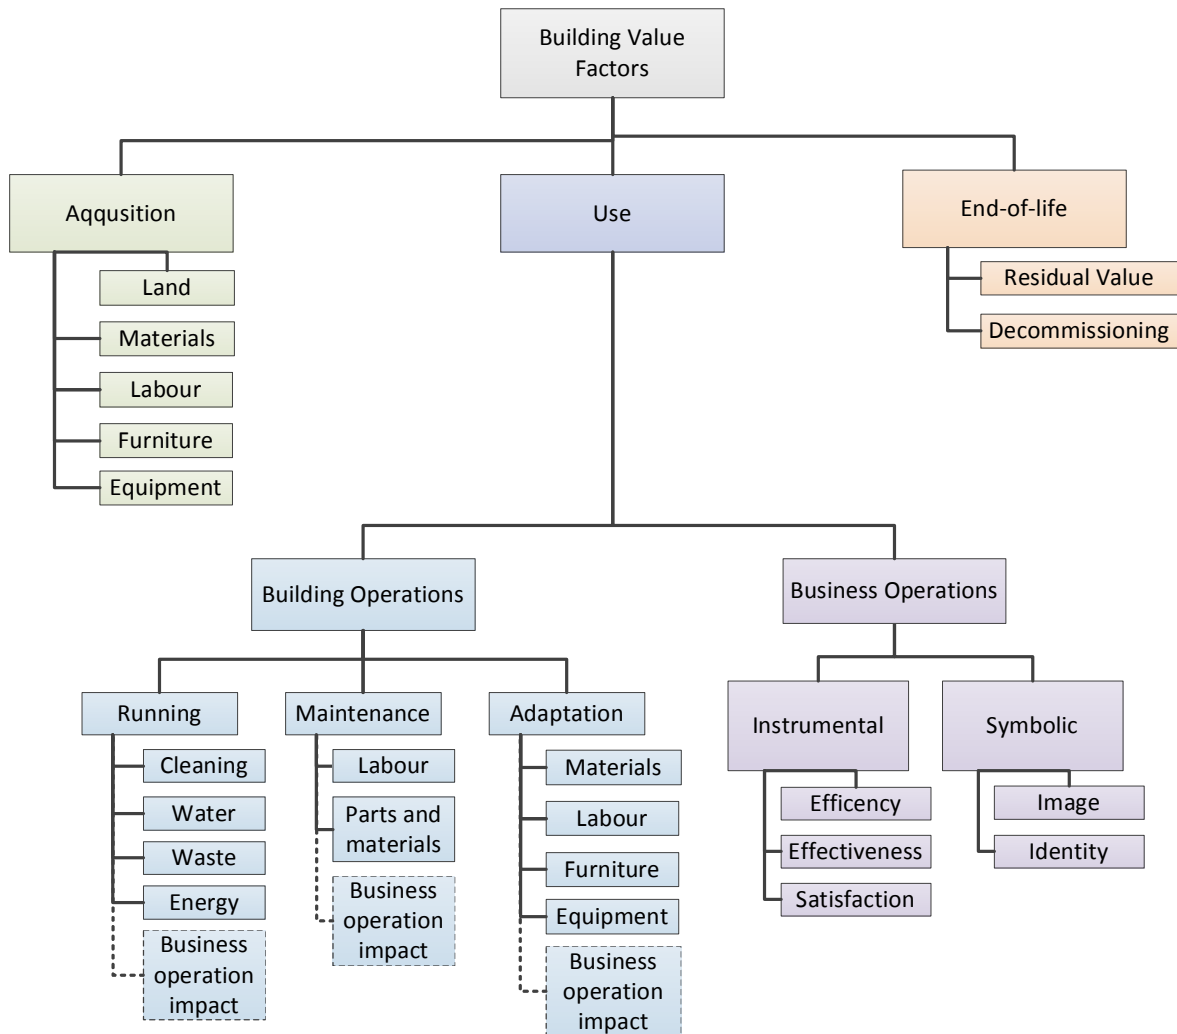 Building Value
Factors
Aqqusition
Use
End-of-life
Land
Materials
Labour
Furniture
Equipment
Residual Value
Decommissioning
Building Operations
Business Operations
Running
Maintenance
Adaptation
Instrumental
Symbolic
Cleaning
Water
Waste
Energy
Business
operation
impact
Labour
Parts and
materials
Business
operation
impact
Materials
Labour
Furniture
Equipment
Business
operation
impact
Efficency
Effectiveness
Satisfaction
Image
Identity